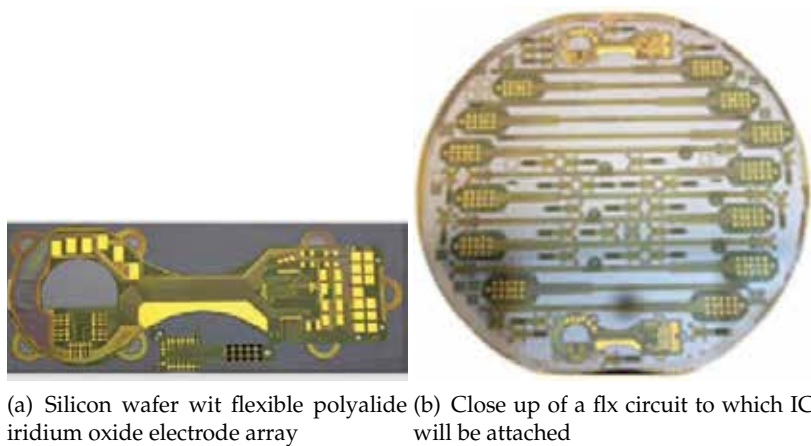 (a) Silicon wafer wit flexible polyalide
iridium oxide electrode array
(b) Close up of a flx circuit to which IC
will be attached